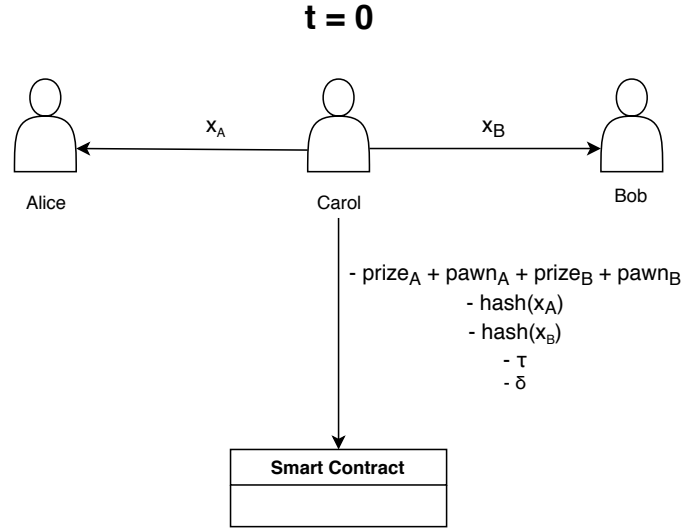 t = 0
x_A
x_B
Alice
Carol
Bob
- prize_A + pawn_A + prize_B + pawn_B
- hash(x_A)
- hash(x_B)
- τ
- δ
Smart Contract